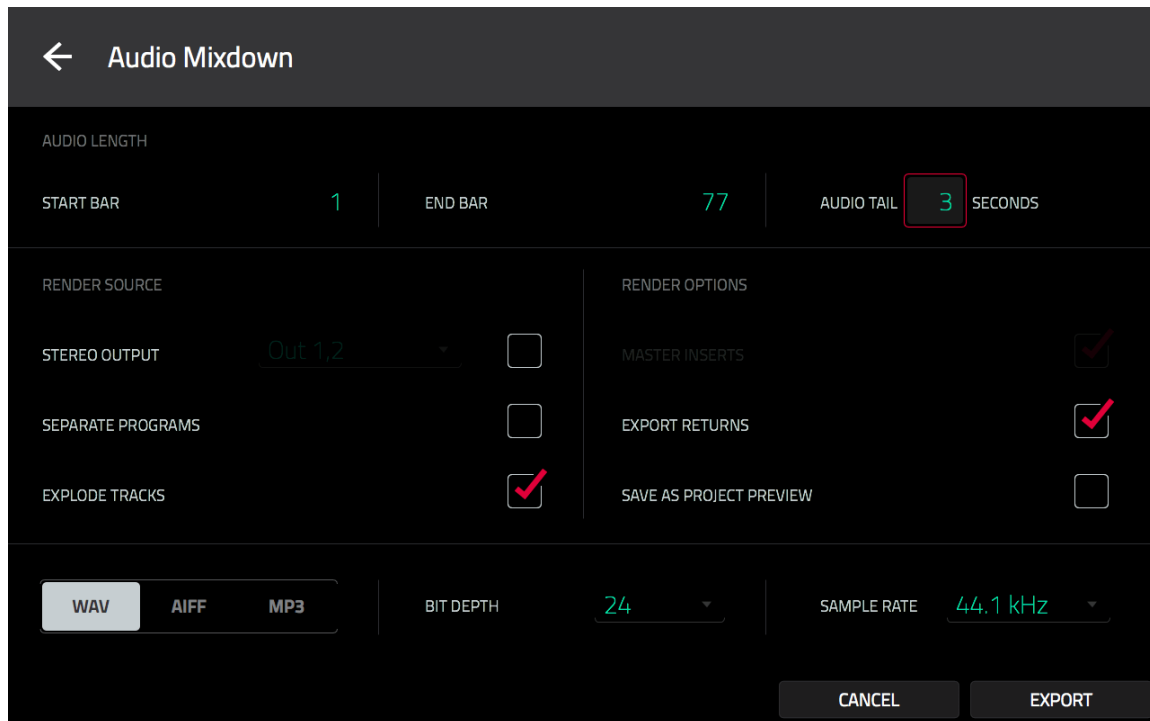 Audio Mixdown
AUDIO LENGTH
START BAR 1 END BAR 77 AUDIO TAIL 3 SECONDS
RENDER SOURCE RENDER OPTIONS
STEREO OUTPUT Out 1,2 MASTER INSERTS
SEPARATE PROGRAMS EXPORT RETURNS
EXPLODE TRACKS SAVE AS PROJECT PREVIEW
WAV AIFF MP3 BIT DEPTH 24 SAMPLE RATE 44.1 kHz
CANCEL EXPORT